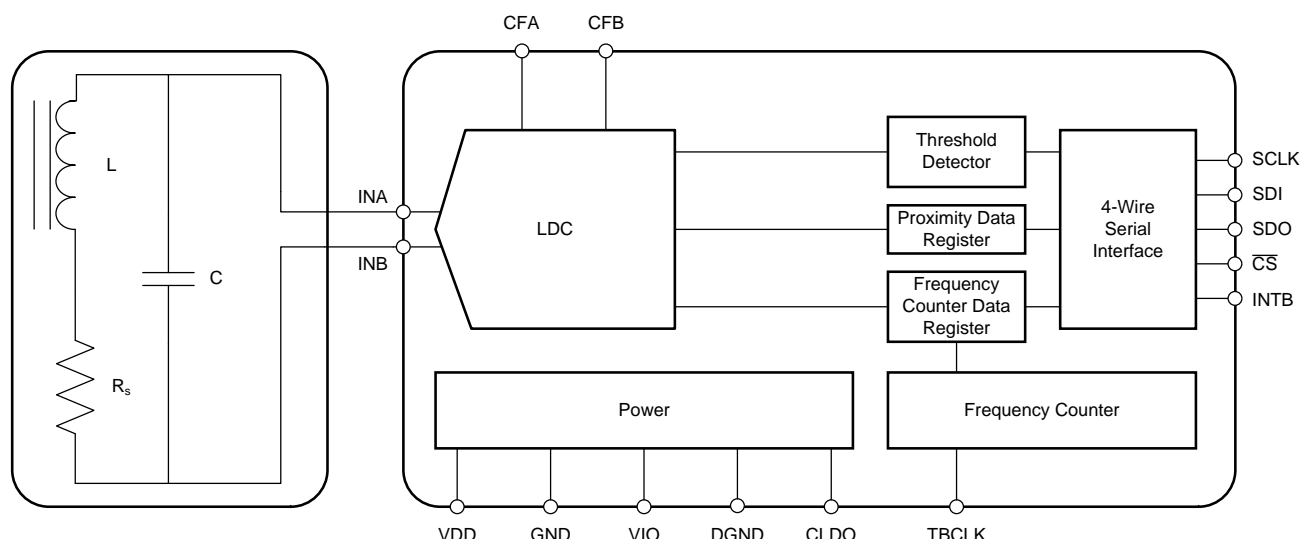 CFA
CFB
L
C
Rs
INA
INB
LDC
Threshold
Detector
Proximity Data
Register
Frequency
Counter Data
Register
4-Wire
Serial
Interface
SCLK
SDI
SDO
CS
INTB
Power
Frequency Counter
VDD
GND
VIO
DGND
CLDO
TBCLK